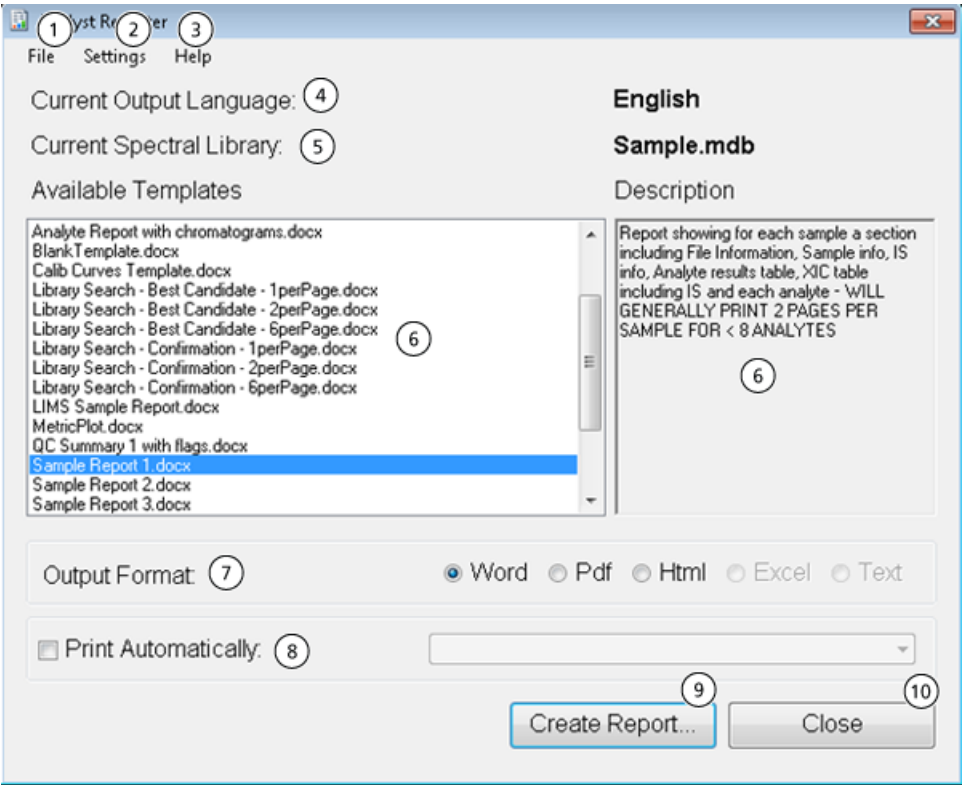 1 2 3
yst Re ter
File Settings Help
Current Output Language: 4 English
Current Spectral Library: 5 Sample.mdb
Available Templates Description
Analyte Report with chromatograms.docx
BlankTemplate.docx
Calib Curves Template.docx
Library Search - Best Candidate - 1perPage.docx
Library Search - Best Candidate - 2perPage.docx
Library Search - Best Candidate - 6perPage.docx
Library Search - Confirmation - 1perPage.docx
Library Search - Confirmation - 2perPage.docx
Library Search - Confirmation - 6perPage.docx
LIMS Sample Report.docx
MetricPlot.docx
QC Summary 1 with flags.docx
Sample Report 1.docx
Sample Report 2.docx
Sample Report 3.docx
6
Report showing for each sample a section
including File Information, Sample info, IS
info, Analyte results table, XIC table
including IS and each analyte - WILL
GENERALLY PRINT 2 PAGES PER
SAMPLE FOR < 8 ANALYTES
6
Output Format: 7 Word Pdf Html Excel Text
Print Automatically: 8
9 10
Create Report... Close